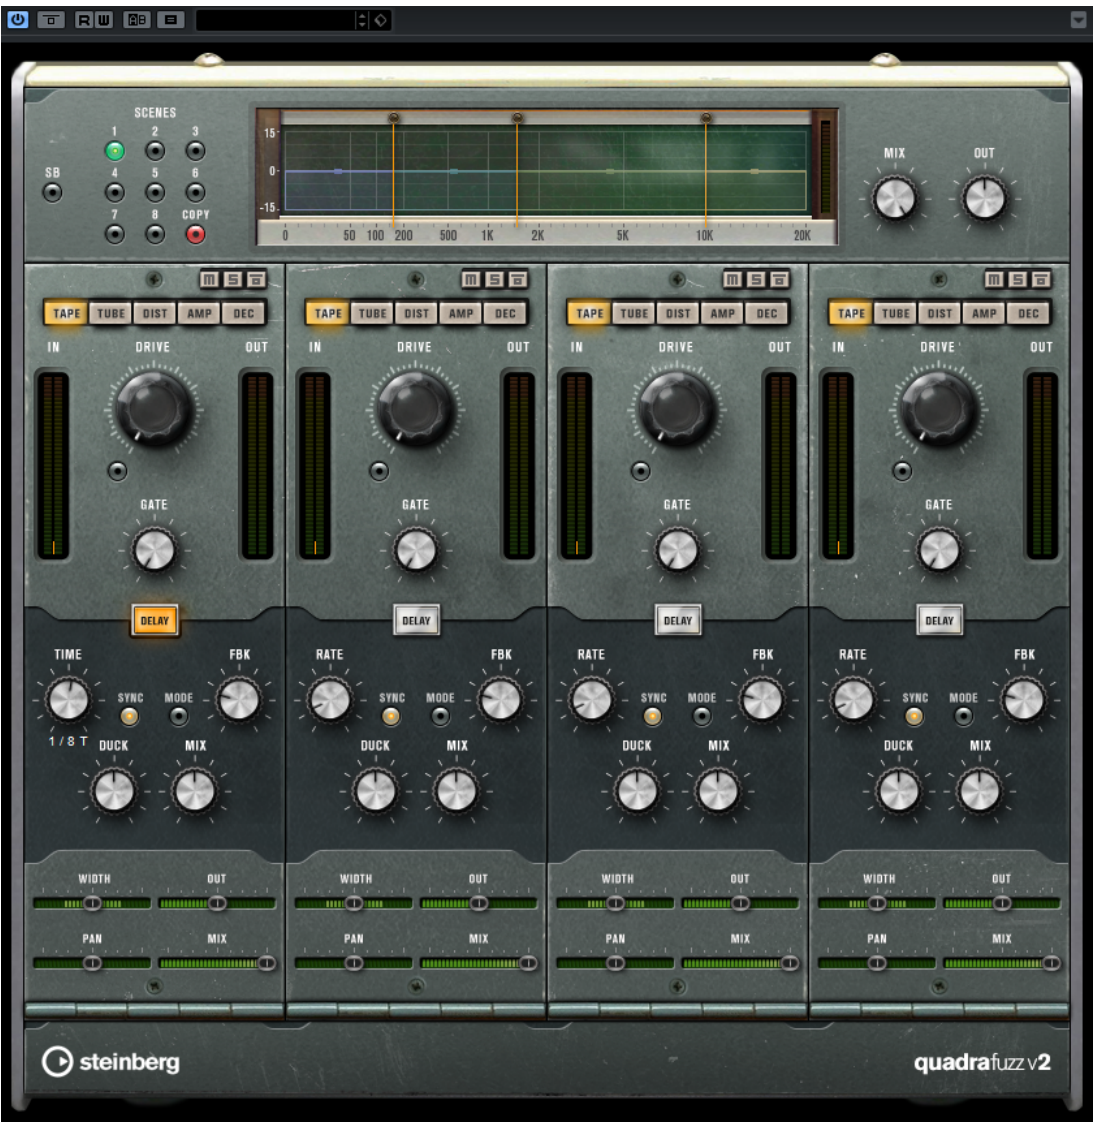 R W A B
SCENES
1 2 3
SB
4 5 6
7 8 COPY
15
0
-15
0 50 100 200 500 1K 2K 5K 10K 20K
MIX OUT
M S M S M S M S
TAPE TUBE DIST AMP DEC TAPE TUBE DIST AMP DEC TAPE TUBE DIST AMP DEC TAPE TUBE DIST AMP DEC
IN DRIVE OUT IN DRIVE OUT IN DRIVE OUT IN DRIVE OUT
GATE GATE GATE GATE
DELAY DELAY DELAY DELAY
TIME FBK RATE FBK RATE FBK RATE FBK
SYNC MODE SYNC MODE SYNC MODE SYNC MODE
1/8 T
DUCK MIX DUCK MIX DUCK MIX DUCK MIX
WIDTH OUT WIDTH OUT WIDTH OUT WIDTH OUT
PAN MIX PAN MIX PAN MIX PAN MIX
steinberg quadrafuzz v2